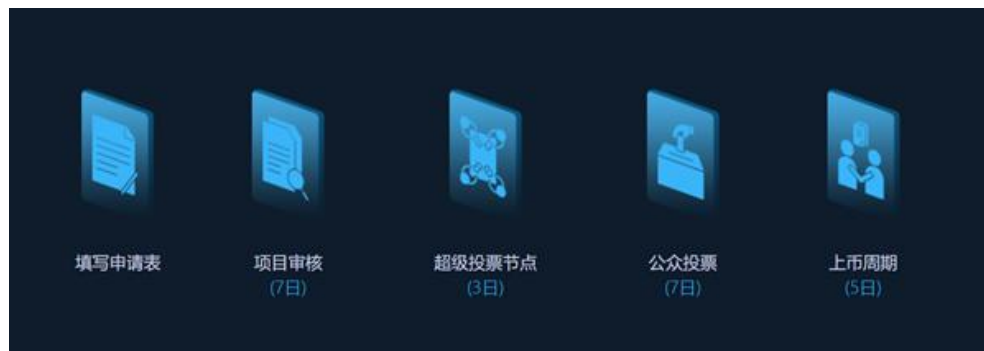 填写申请表
项目审核
(7日)
超级投票节点
(3日)
公众投票
(7日)
上币周期
(5日)